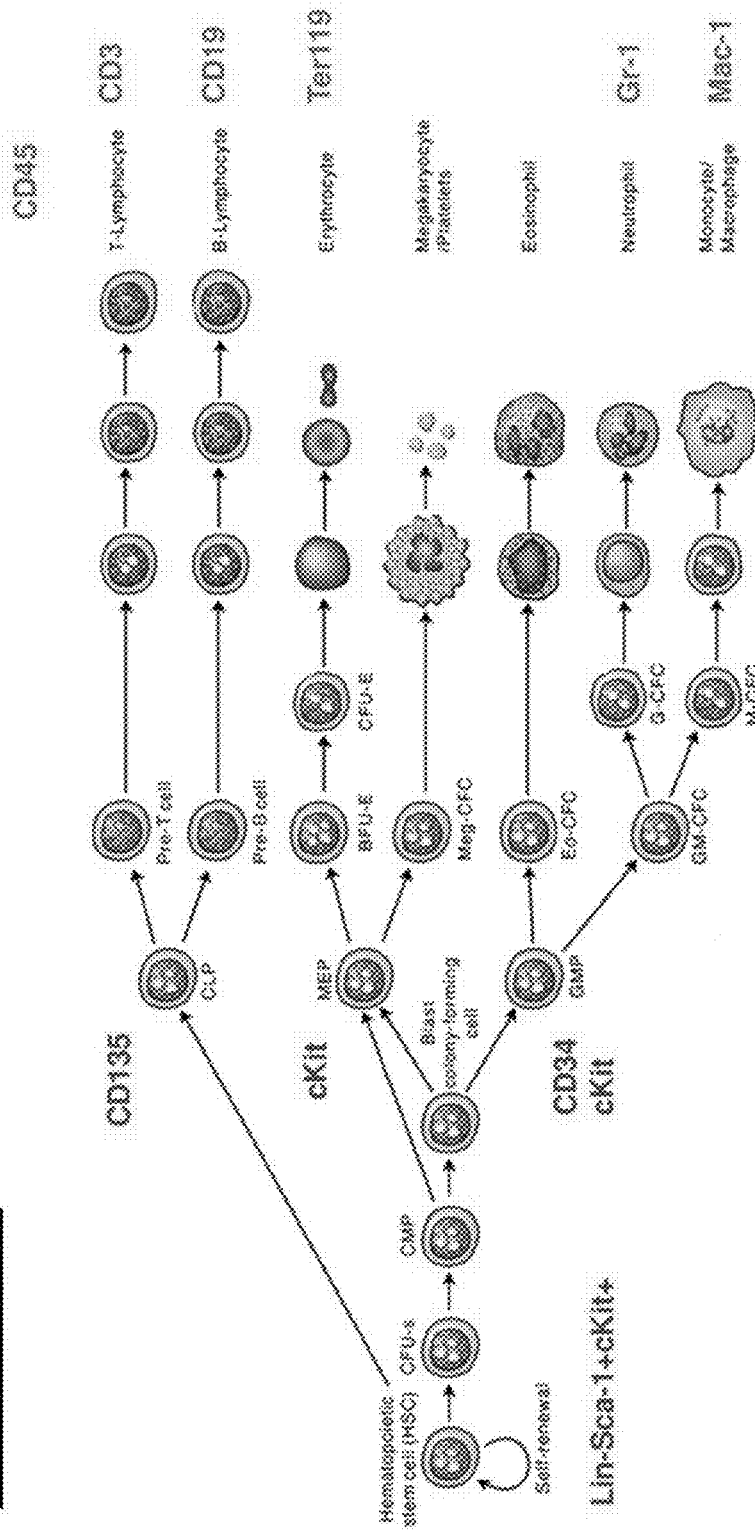 CD45
T-Lymphocyte
CD3
B-Lymphocyte
CD19
Erythrocyte
Ter119
Megakaryocyte
/Platelets
Eosinophil
Neutrophil
Gr-1
Monocyte/
Macrophage
Mac-1
Pre-T cell
Pre-B cell
BFU-E
CFU-E
Meg-CFC
Eo-CFC
G-CFC
GM-CFC
M-CFC
CD135
CLP
cKit
MEP
Blast
colony-forming
cell
GMP
CD34
cKit
CMP
CFU-s
Hematopoietic
stem cell (HSC)
Self-renewal
Lin-Sca-1+cKit+